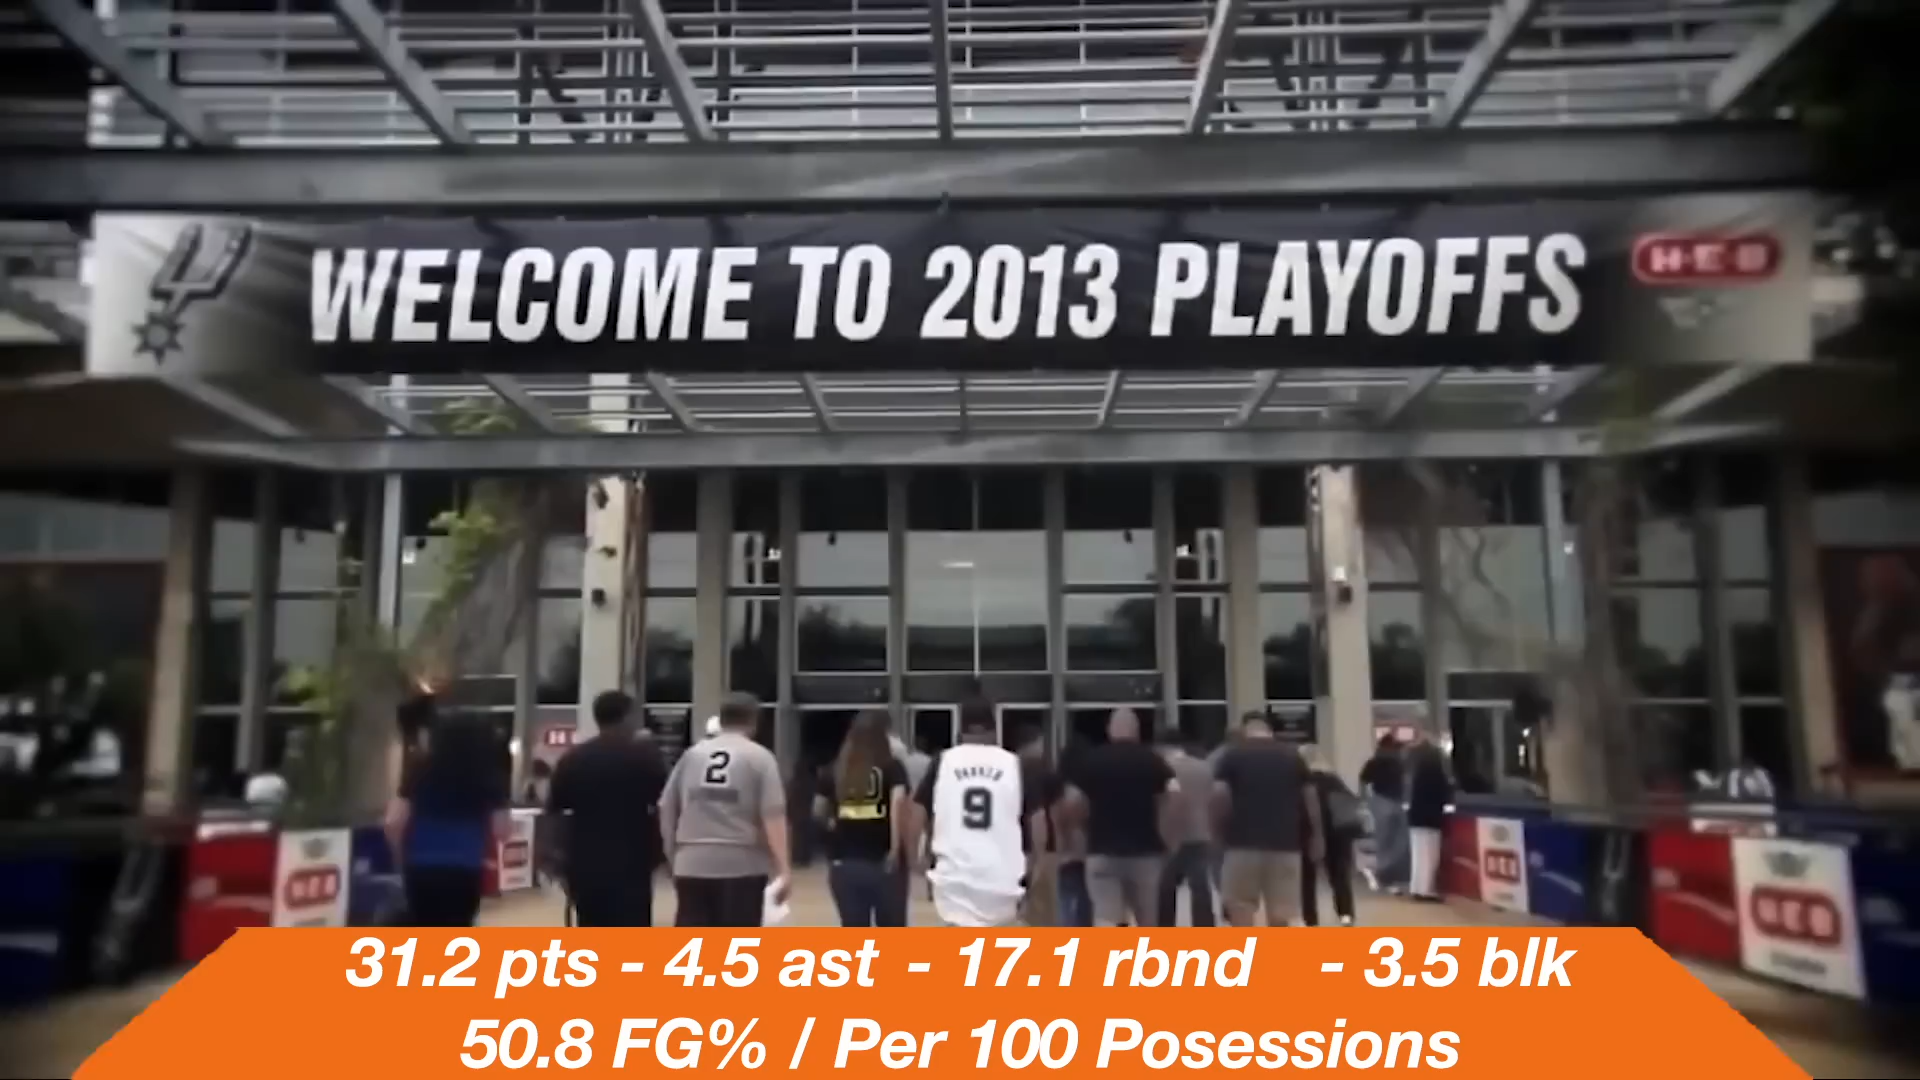 WELCOME TO 2013 PLAYOFFS
H-E-B
2
PARKER
9
H-E-B
H-E-B
31.2 pts - 4.5 ast - 17.1 rbnd - 3.5 blk
50.8 FG% / Per 100 Posessions